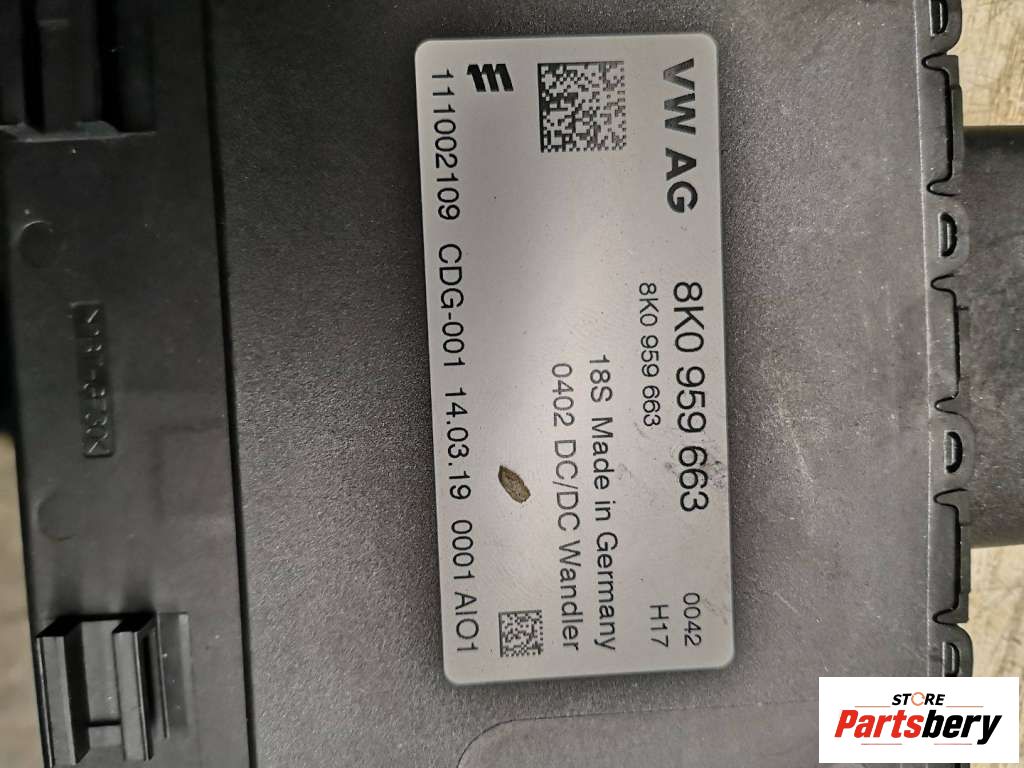 VW AG 8K0 959 663 0042
8K0 959 663 H17
18S Made in Germany
0402 DC/DC Wandler
111002109 CDG-001 14.03.19 0001 AIO1
STORE
Partsbery